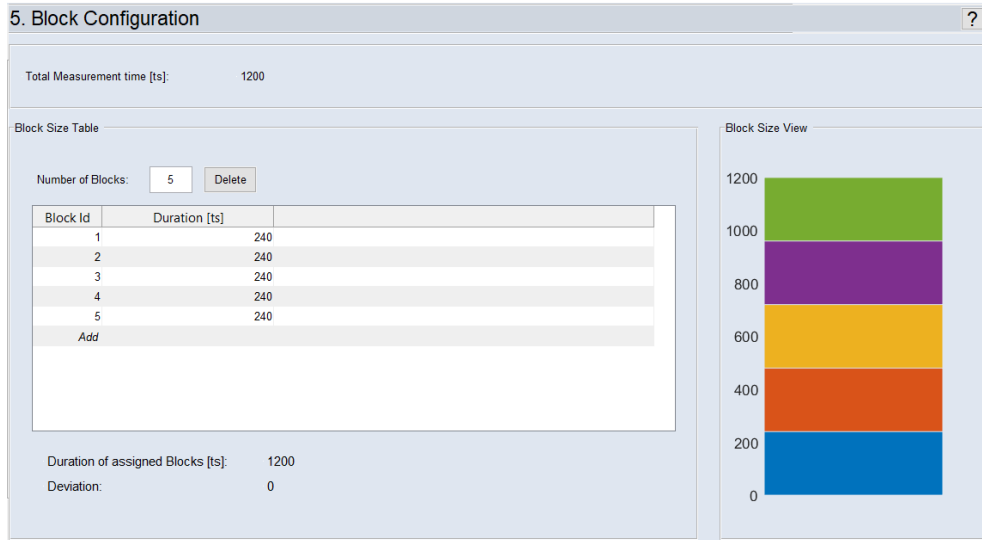 5. Block Configuration
?
Total Measurement time [ts]: 1200
Block Size Table
Number of Blocks: 5 Delete
Block Id Duration [ts]
1 240
2 240
3 240
4 240
5 240
Add
Duration of assigned Blocks [ts]: 1200
Deviation: 0
Block Size View
1200
1000
800
600
400
200
0